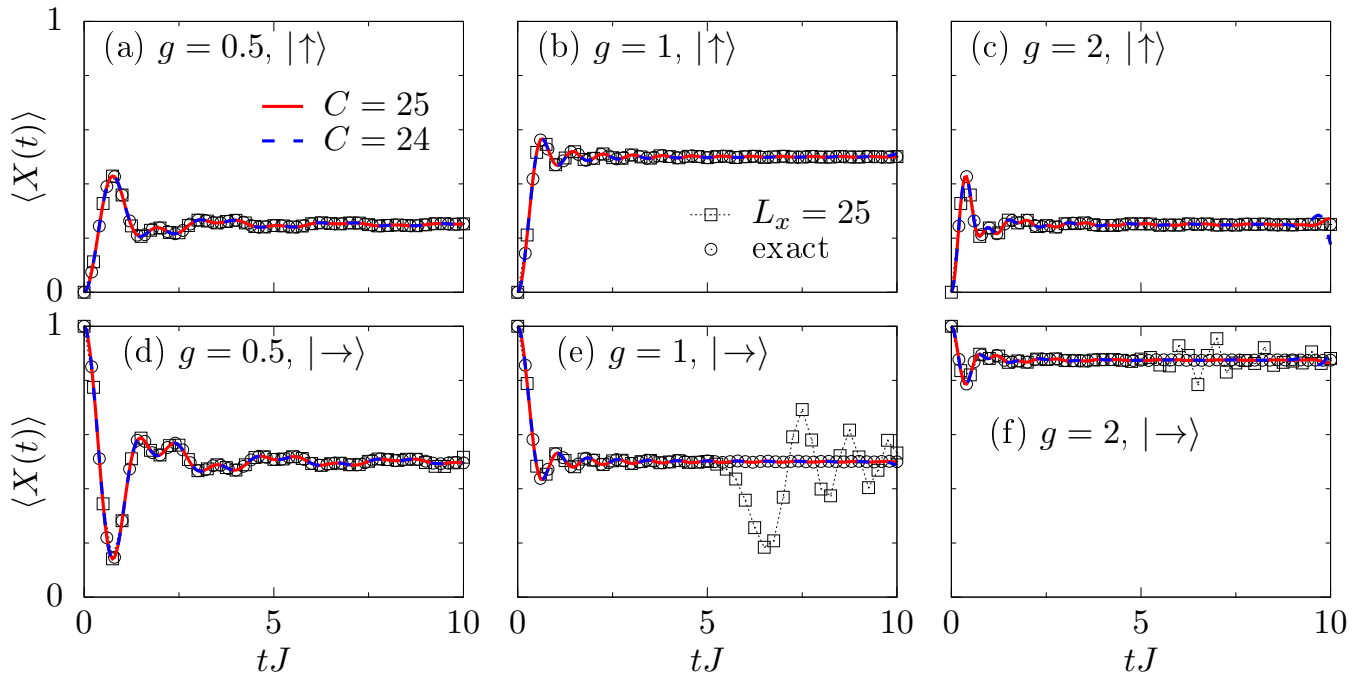 1
(a) g = 0.5, |↑⟩
(b) g = 1, |↑⟩
(c) g = 2, |↑⟩
C = 25
C = 24
⟨X(t)⟩
L_x = 25
exact
0
1
(d) g = 0.5, |→⟩
(e) g = 1, |→⟩
(f) g = 2, |→⟩
⟨X(t)⟩
0
0 5 10 0 5 10 0 5 10
tJ tJ tJ